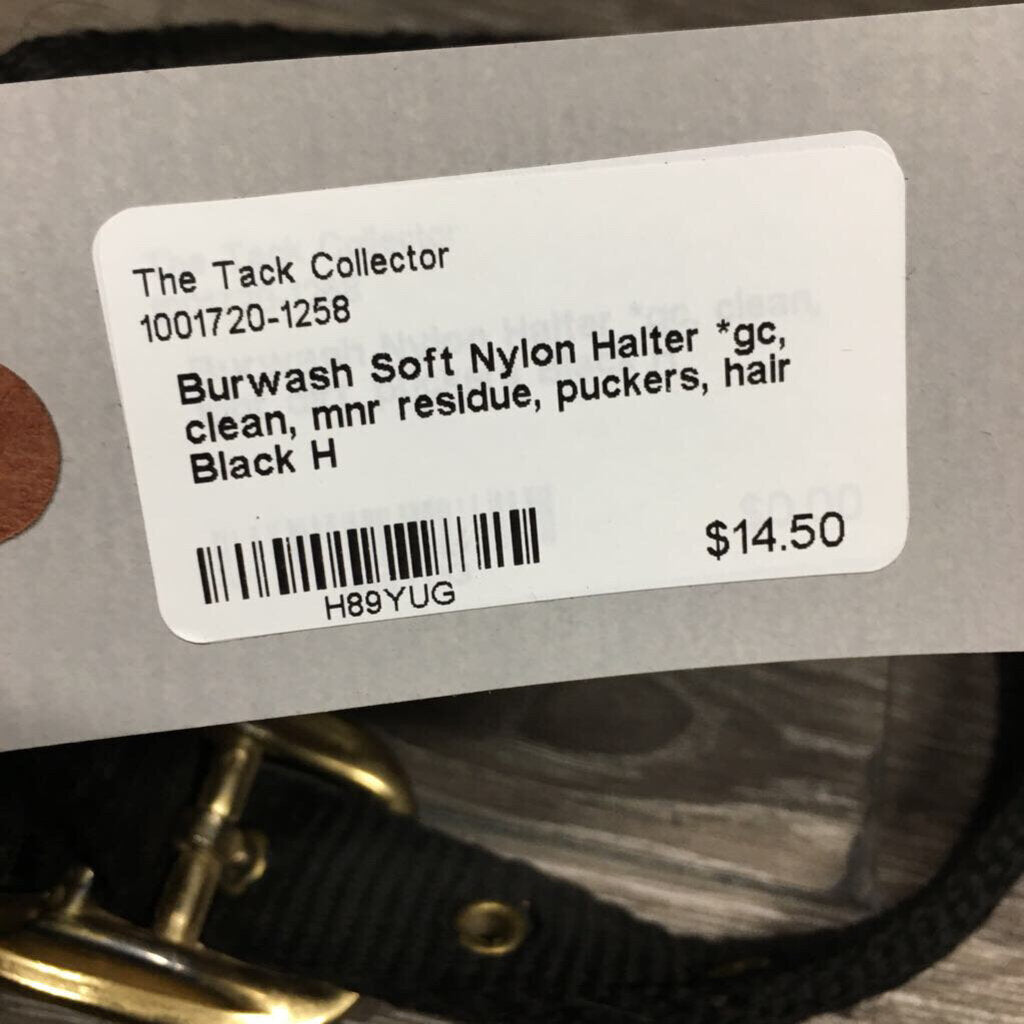 The Tack Collector
1001720-1258
Burwash Soft Nylon Halter *gc,
clean, mnr residue, puckers, hair
Black H
H89YUG
$14.50